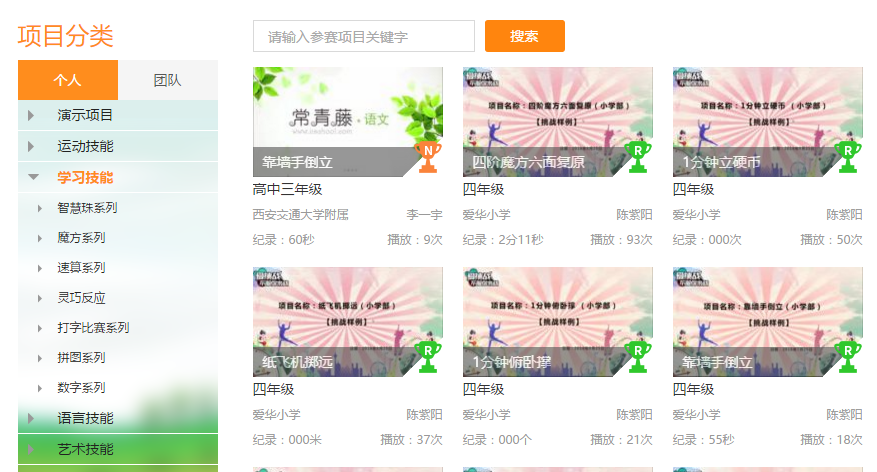 项目分类
个人
团队
演示项目
运动技能
学习技能
智慧珠系列
魔方系列
速算系列
灵巧反应
打字比赛系列
拼图系列
数字系列
语言技能
艺术技能
请输入参赛项目关键字
搜索
常青藤·语文
靠墙手倒立
N
高中三年级
西安交通大学附属 李一宇
纪录：60秒 播放：9次
项目名称：四阶魔方六面复原（小学部）
【挑战样例】
四阶魔方六面复原
R
四年级
爱华小学 陈紫阳
纪录：2分11秒 播放：93次
项目名称：1分钟立硬币（小学部）
【挑战样例】
1分钟立硬币
R
四年级
爱华小学 陈紫阳
纪录：000次 播放：50次
项目名称：纸飞机掷远（小学部）
【挑战样例】
纸飞机掷远
R
四年级
爱华小学 陈紫阳
纪录：000米 播放：37次
项目名称：1分钟俯卧撑（小学部）
【挑战样例】
1分钟俯卧撑
R
四年级
爱华小学 陈紫阳
纪录：000个 播放：21次
项目名称：靠墙手倒立（小学部）
【挑战样例】
靠墙手倒立
R
四年级
爱华小学 陈紫阳
纪录：55秒 播放：18次